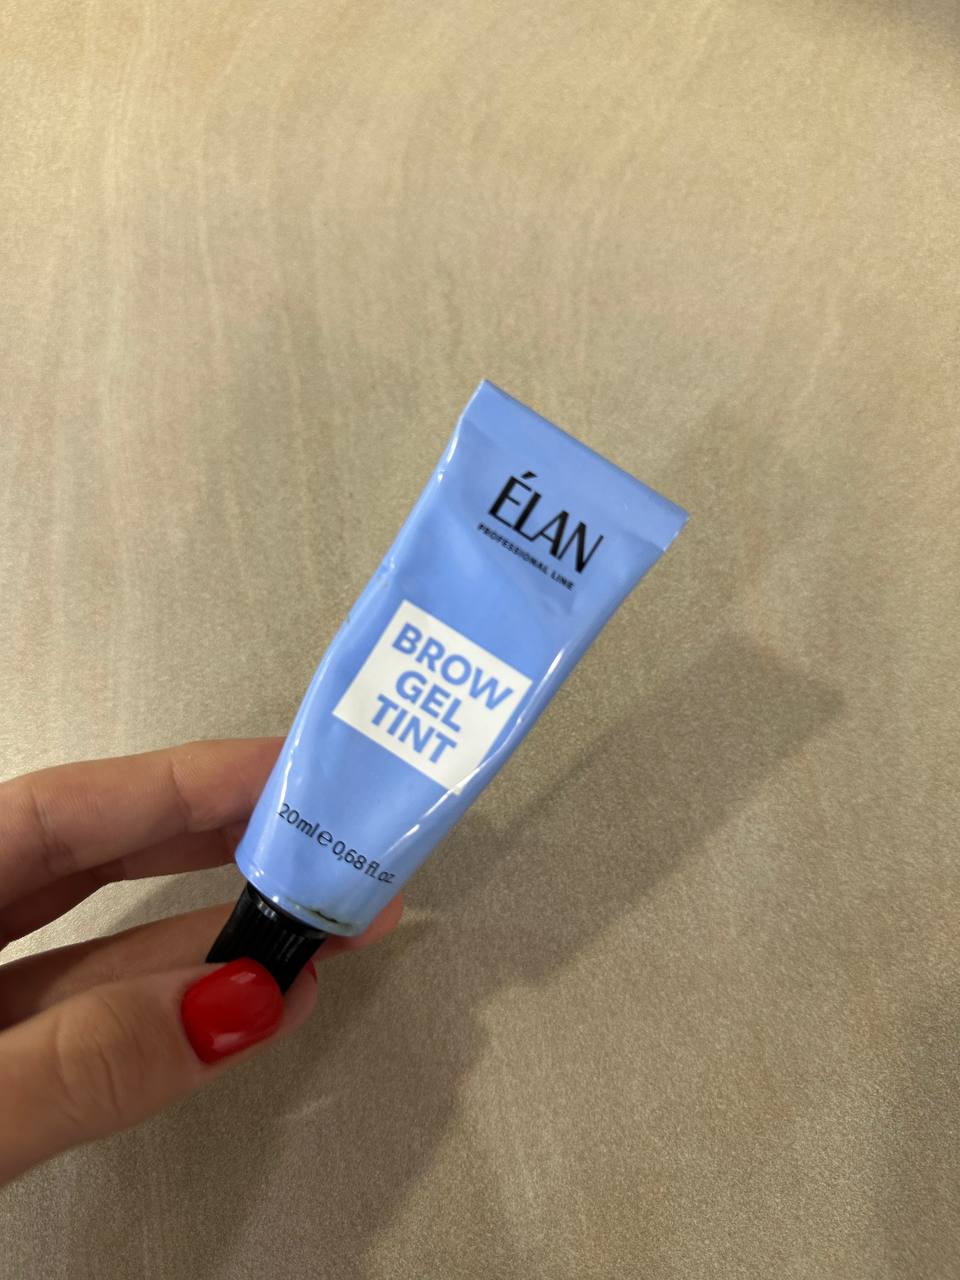 ÉLAN
PROFESSIONAL LINE
BROW
GEL
TINT
20ml ℮ 0,68 fl. oz.